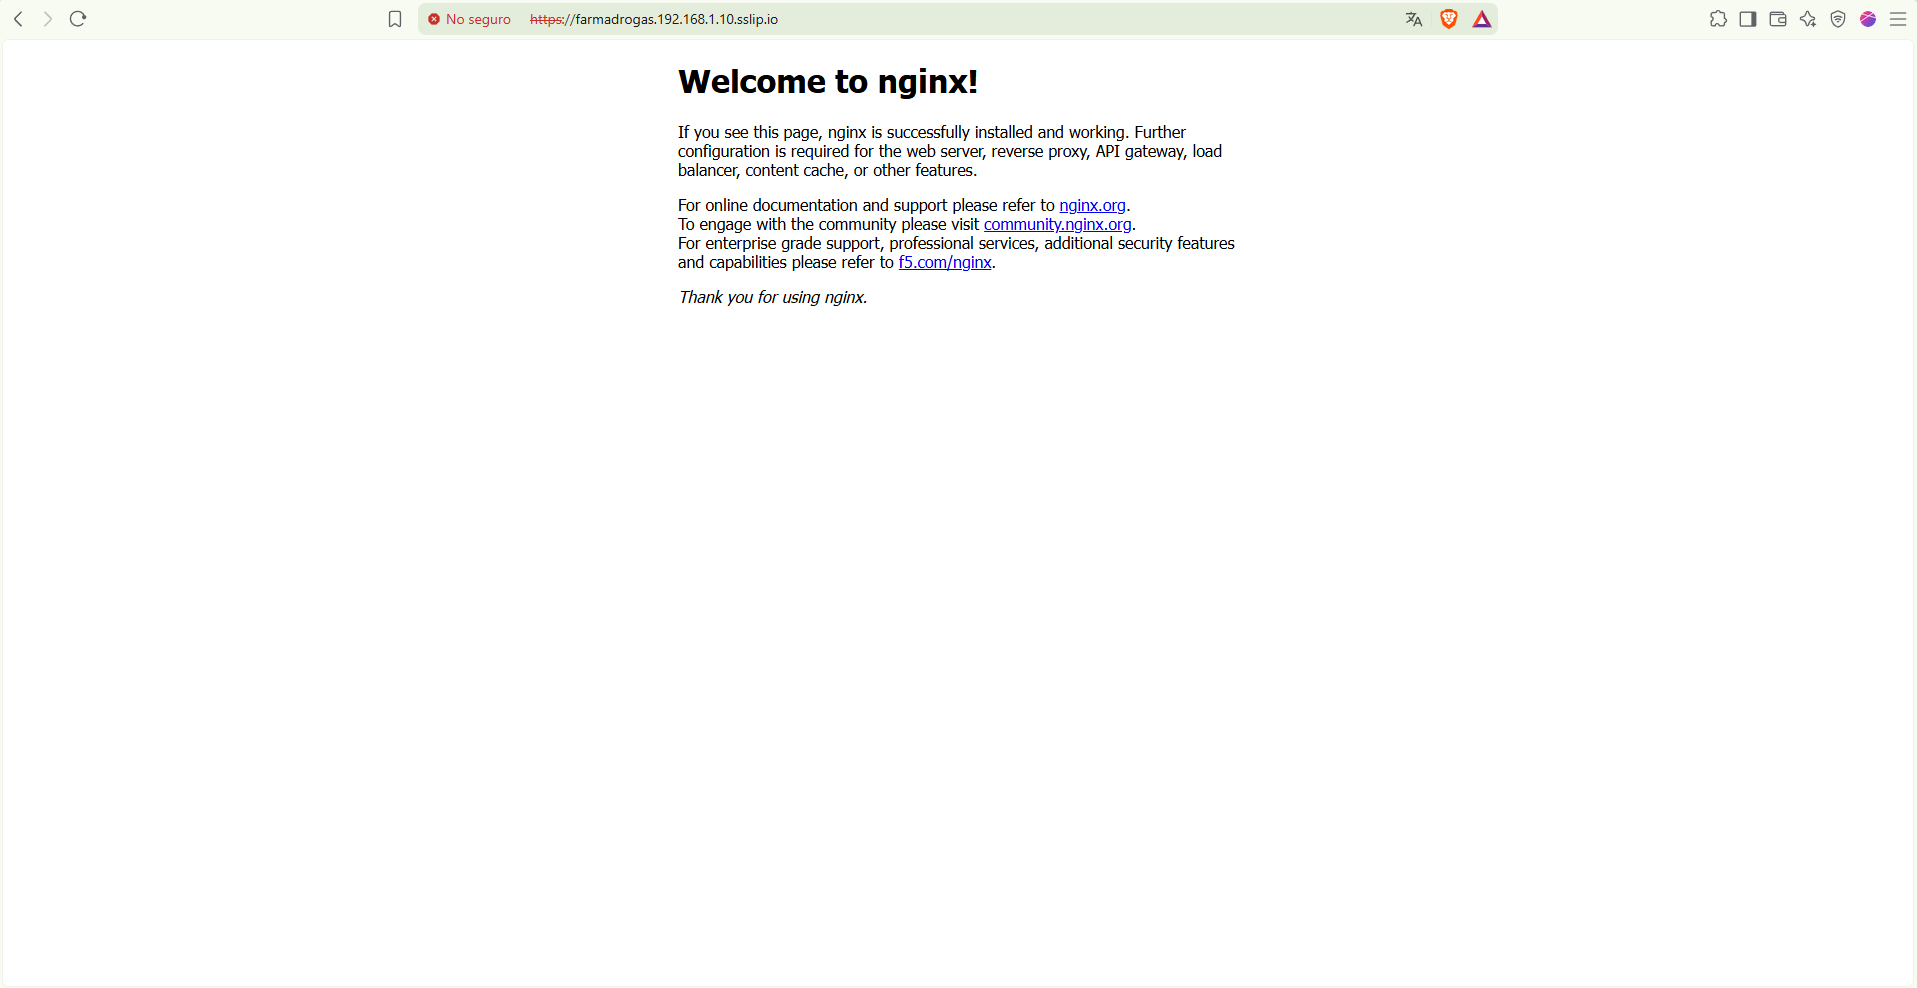 No seguro https://farmadrogas.192.168.1.10.sslip.io
Welcome to nginx!
If you see this page, nginx is successfully installed and working. Further
configuration is required for the web server, reverse proxy, API gateway, load
balancer, content cache, or other features.
For online documentation and support please refer to nginx.org.
To engage with the community please visit community.nginx.org.
For enterprise grade support, professional services, additional security features
and capabilities please refer to f5.com/nginx.
Thank you for using nginx.